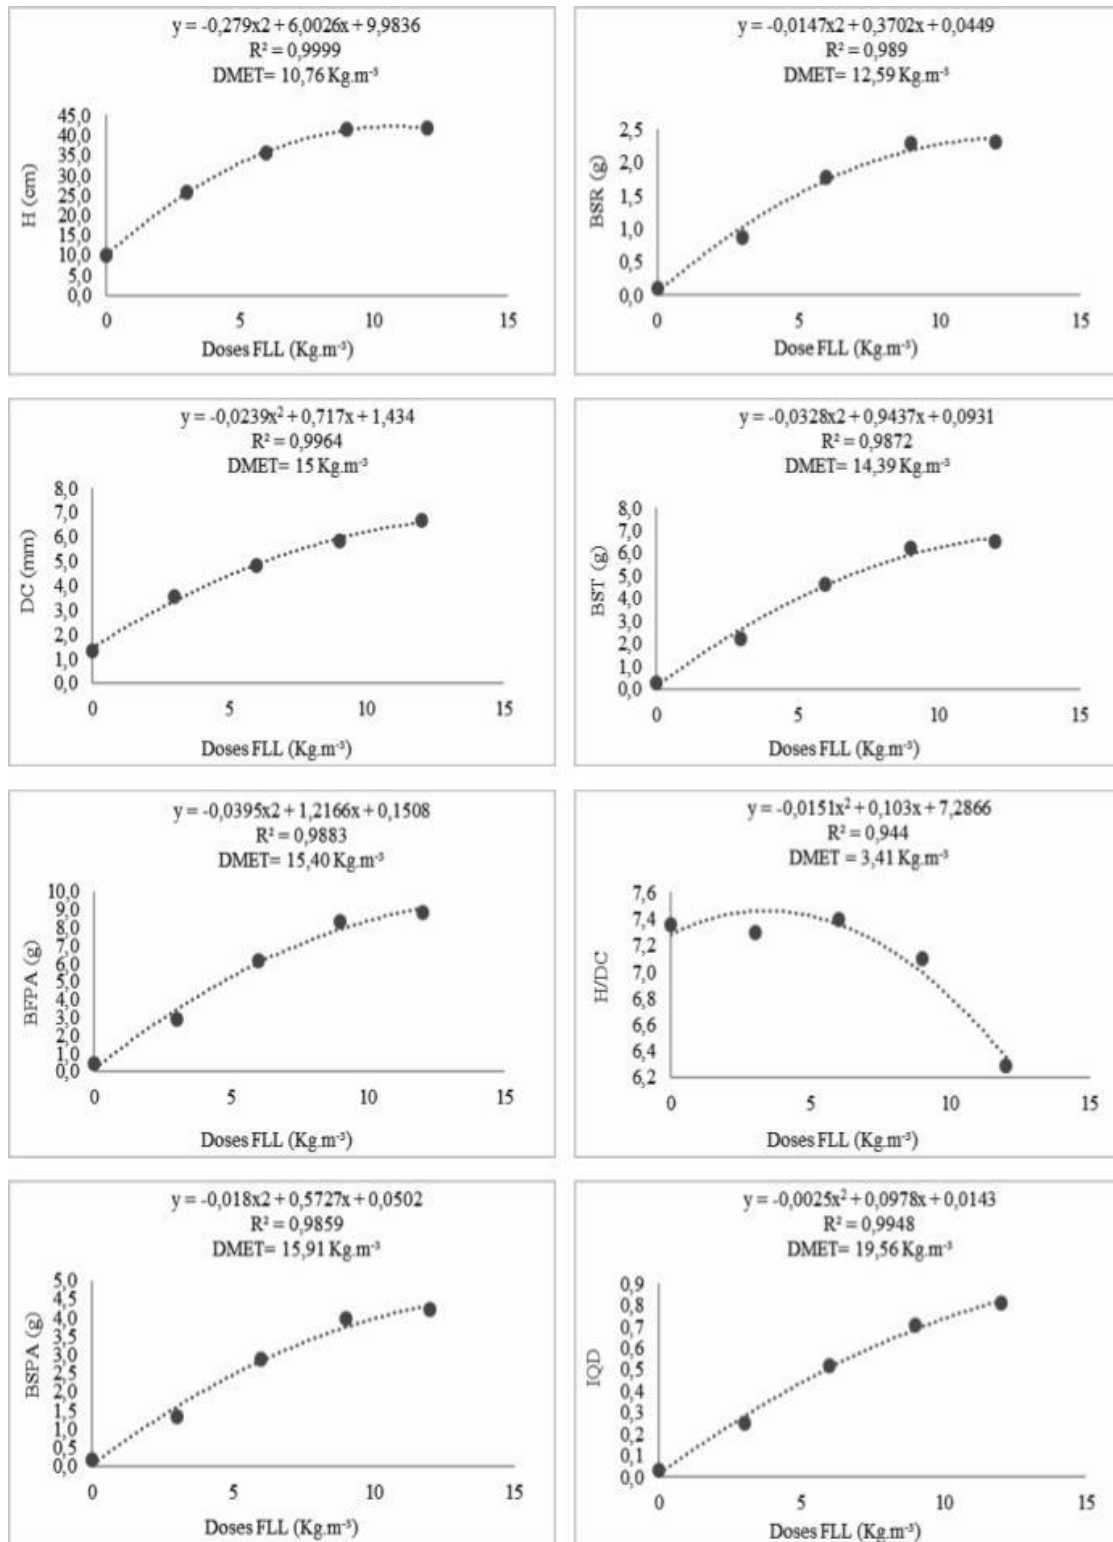 y = -0,279x2 + 6,0026x + 9,9836
R² = 0,9999
DMET= 10,76 Kg.m⁻³
H (cm)
45,0
40,0
35,0
30,0
25,0
20,0
15,0
10,0
5,0
0,0
0 5 10 15
Doses FLL (Kg.m⁻³)
y = -0,0147x2 + 0,3702x + 0,0449
R² = 0,989
DMET= 12,59 Kg.m⁻³
BSR (g)
2,5
2,0
1,5
1,0
0,5
0,0
0 5 10 15
Dose FLL (Kg.m⁻³)
y = -0,0239x² + 0,717x + 1,434
R² = 0,9964
DMET= 15 Kg.m⁻³
DC (mm)
8,0
7,0
6,0
5,0
4,0
3,0
2,0
1,0
0,0
0 5 10 15
Doses FLL (Kg.m⁻³)
y = -0,0328x2 + 0,9437x + 0,0931
R² = 0,9872
DMET= 14,39 Kg.m⁻³
BST (g)
8,0
7,0
6,0
5,0
4,0
3,0
2,0
1,0
0,0
0 5 10 15
Doses FLL (Kg.m⁻³)
y = -0,0395x2 + 1,2166x + 0,1508
R² = 0,9883
DMET= 15,40 Kg.m⁻³
BFPA (g)
10,0
9,0
8,0
7,0
6,0
5,0
4,0
3,0
2,0
1,0
0,0
0 5 10 15
Doses FLL (Kg.m⁻³)
y = -0,0151x² + 0,103x + 7,2866
R² = 0,944
DMET = 3,41 Kg.m⁻³
H/DC
7,6
7,4
7,2
7,0
6,8
6,6
6,4
6,2
0 5 10 15
Doses FLL (Kg.m⁻³)
y = -0,018x2 + 0,5727x + 0,0502
R² = 0,9859
DMET= 15,91 Kg.m⁻³
BSPA (g)
5,0
4,5
4,0
3,5
3,0
2,5
2,0
1,5
1,0
0,5
0,0
0 5 10 15
Doses FLL (Kg.m⁻³)
y = -0,0025x² + 0,0978x + 0,0143
R² = 0,9948
DMET= 19,56 Kg.m⁻³
IQD
0,9
0,8
0,7
0,6
0,5
0,4
0,3
0,2
0,1
0,0
0 5 10 15
Doses FLL (Kg.m⁻³)